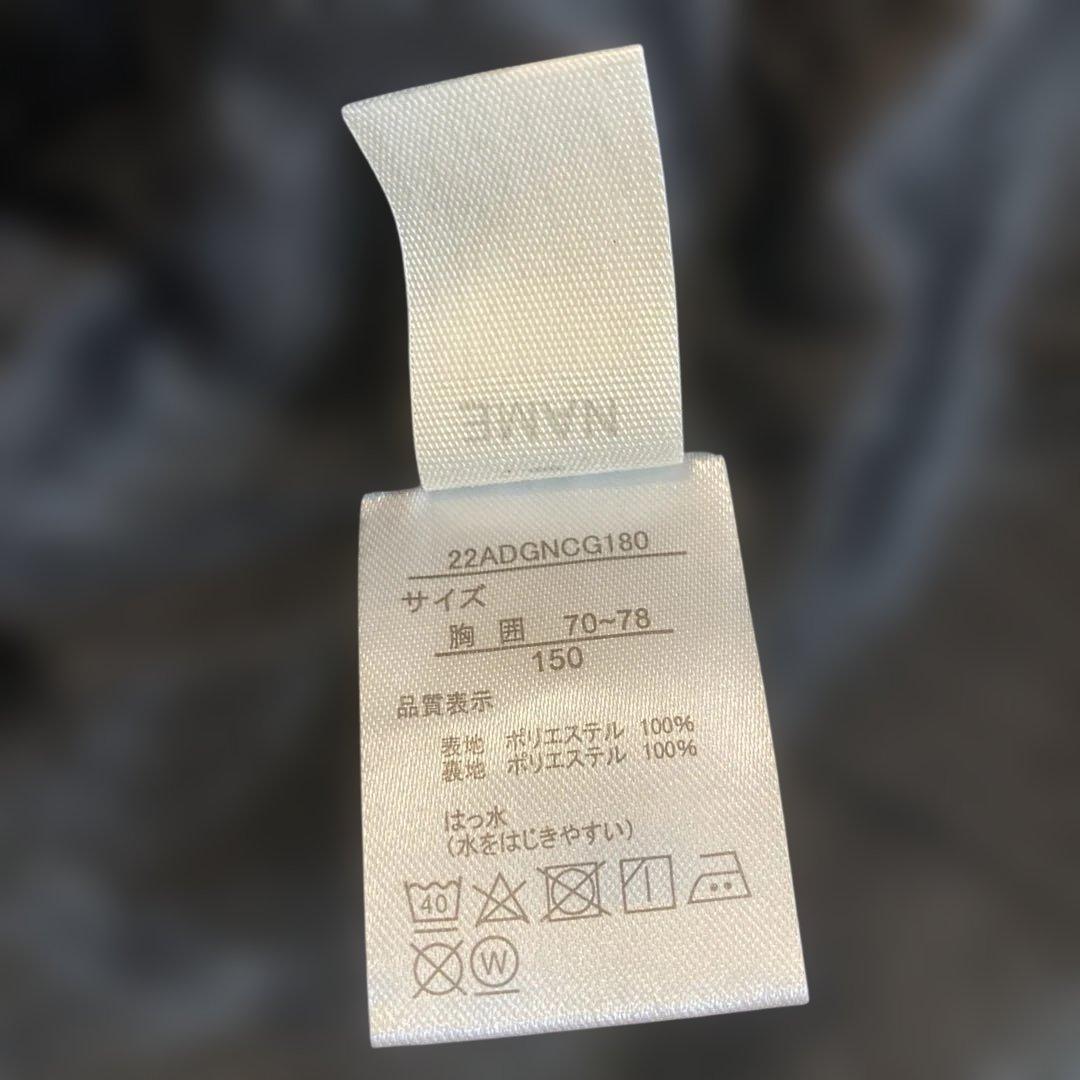 NAME
22ADGNCG180
サイズ
胸 囲 70~78
150
品質表示
表地 ポリエステル 100%
裏地 ポリエステル 100%
はっ水
(水をはじきやすい)
40
W